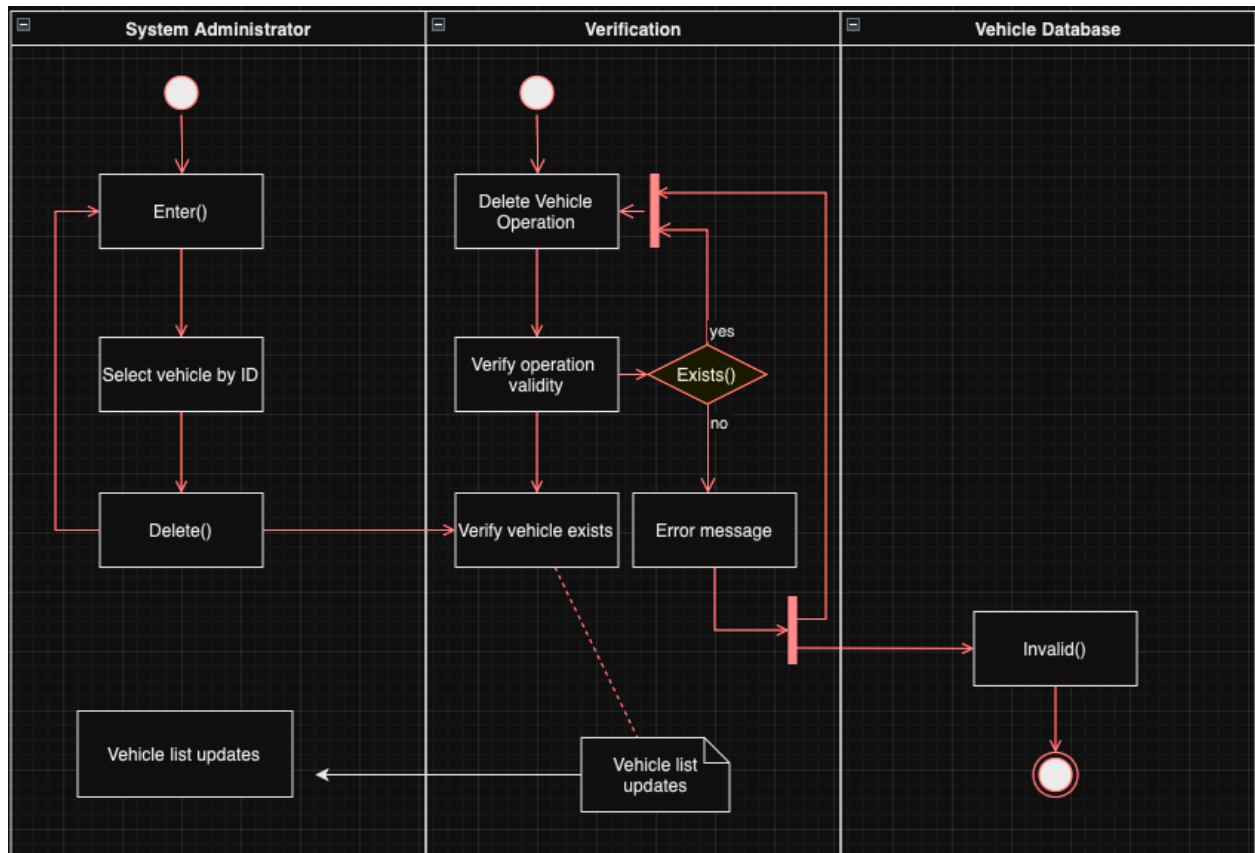 System Administrator
Verification
Vehicle Database
Enter()
Delete Vehicle
Operation
yes
Select vehicle by ID
Verify operation
validity
Exists()
no
Delete()
Verify vehicle exists
Error message
Invalid()
Vehicle list updates
Vehicle list
updates